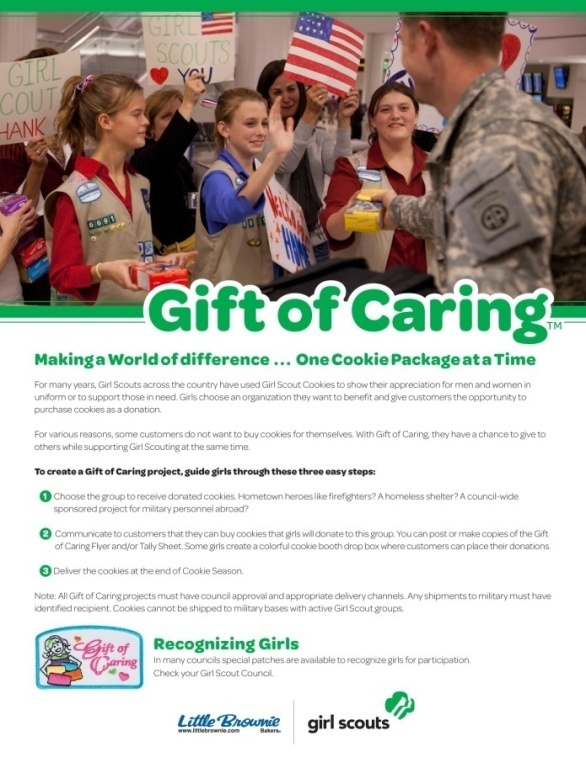 GIRL
SCOUT
THANK
GIRL
SCOUTS
YOU
HOME
6601
Gift of Caring™
Making a World of difference ... One Cookie Package at a Time
For many years, Girl Scouts across the country have used Girl Scout Cookies to show their appreciation for men and women in
uniform or to support those in need. Girls choose an organization they want to benefit and give customers the opportunity to
purchase cookies as a donation.
For various reasons, some customers do not want to buy cookies for themselves. With Gift of Caring, they have a chance to give to
others while supporting Girl Scouting at the same time.
To create a Gift of Caring project, guide girls through these three easy steps:
1 Choose the group to receive donated cookies. Hometown heroes like firefighters? A homeless shelter? A council-wide
sponsored project for military personnel abroad?
2 Communicate to customers that they can buy cookies that girls will donate to this group. You can post or make copies of the Gift
of Caring Flyer and/or Tally Sheet. Some girls create a colorful cookie booth drop box where customers can place their donations.
3 Deliver the cookies at the end of Cookie Season.
Note: All Gift of Caring projects must have council approval and appropriate delivery channels. Any shipments to military must have
identified recipient. Cookies cannot be shipped to military bases with active Girl Scout groups.
Gift of
Caring
Recognizing Girls
In many councils special patches are available to recognize girls for participation.
Check your Girl Scout Council.
Little Brownie
www.littlebrownie.com Bakers®
girl scouts